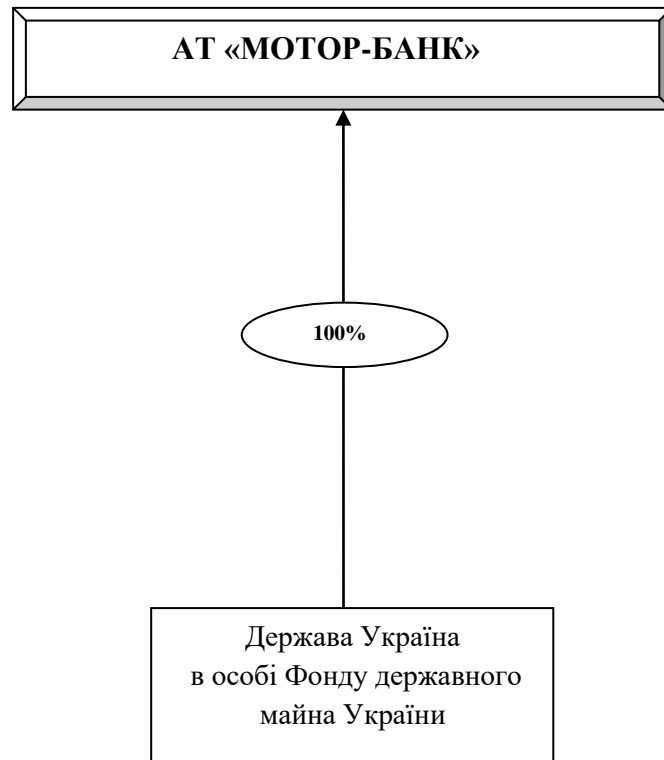 АТ «МОТОР-БАНК»
100%
Держава Україна
в особі Фонду державного
майна України